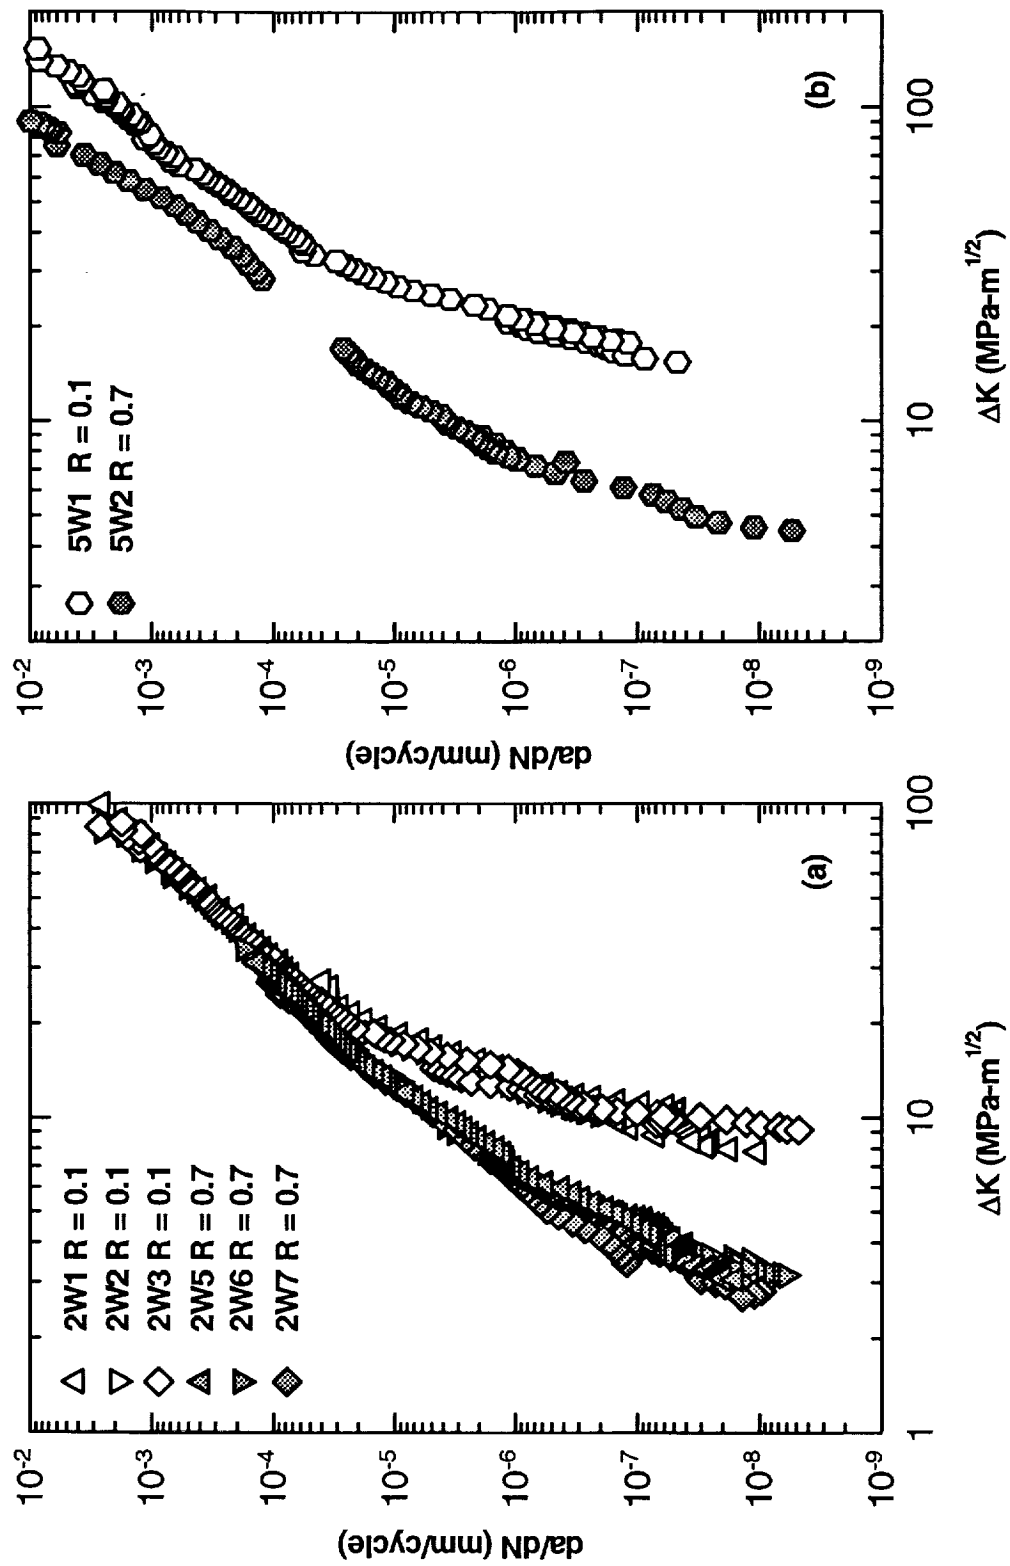 2W1 R = 0.1
2W2 R = 0.1
2W3 R = 0.1
2W5 R = 0.7
2W6 R = 0.7
2W7 R = 0.7
(a)
da/dN (mm/cycle)
10⁻²
10⁻³
10⁻⁴
10⁻⁵
10⁻⁶
10⁻⁷
10⁻⁸
10⁻⁹
1 10 100
ΔK (MPa-m¹/²)
5W1 R = 0.1
5W2 R = 0.7
(b)
da/dN (mm/cycle)
10⁻²
10⁻³
10⁻⁴
10⁻⁵
10⁻⁶
10⁻⁷
10⁻⁸
10⁻⁹
10 100
ΔK (MPa-m¹/²)